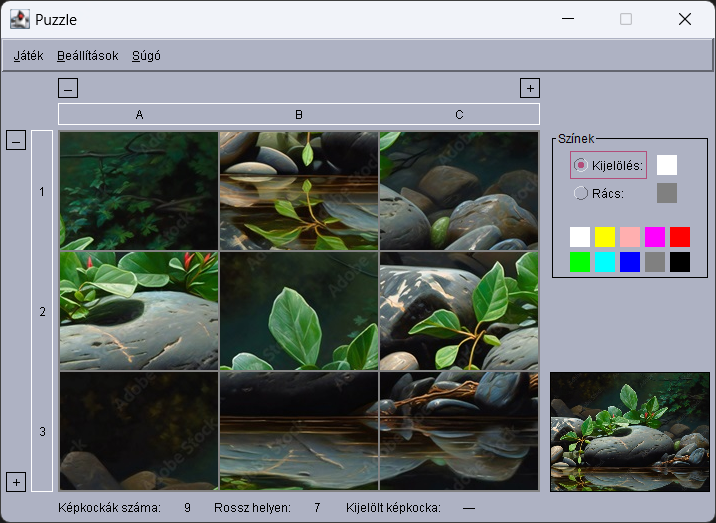 Puzzle
Játék Beállítások Súgó
– +
A B C
–
1
2
3
+
Színek
Kijelölés:
Rács:
Képkockák száma: 9 Rossz helyen: 7 Kijelölt képkocka: —